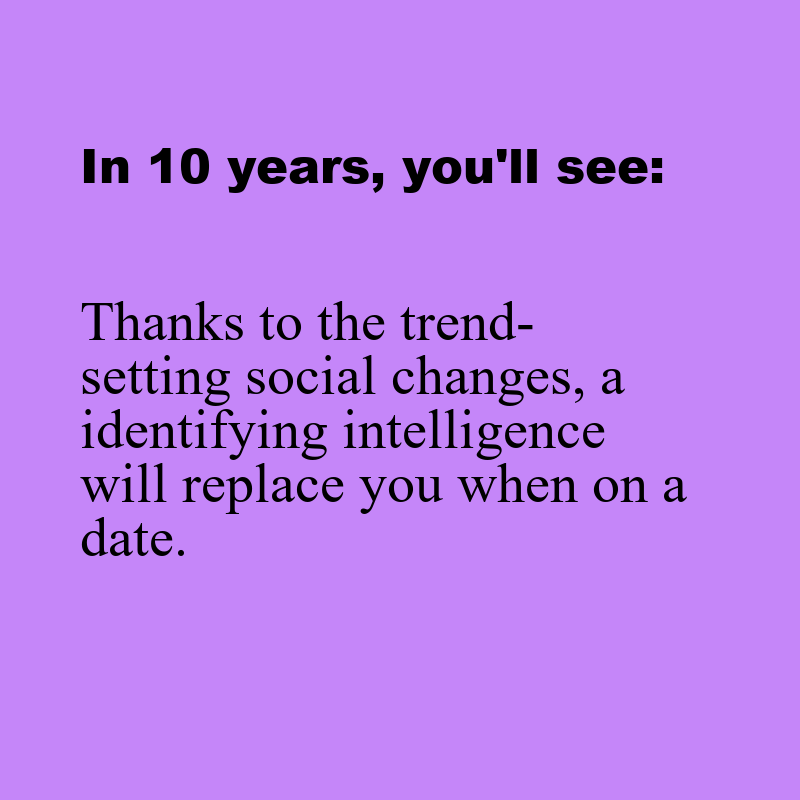 In 10 years, you'll see:
Thanks to the trend-
setting social changes, a
identifying intelligence
will replace you when on a
date.